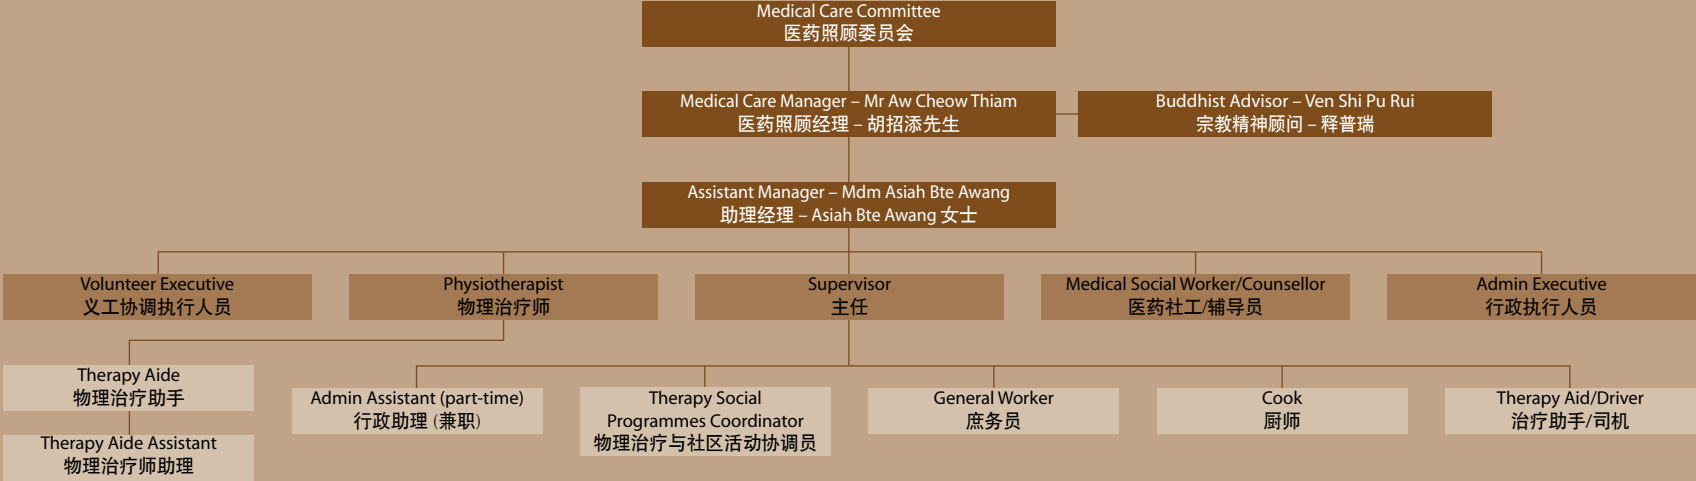 Medical Care Committee
医药照顾委员会
Medical Care Manager – Mr Aw Cheow Thiam
医药照顾经理 – 胡招添先生
Buddhist Advisor – Ven Shi Pu Rui
宗教精神顾问 – 释普瑞
Assistant Manager – Mdm Asiah Bte Awang
助理经理 – Asiah Bte Awang 女士
Volunteer Executive
义工协调执行人员
Physiotherapist
物理治疗师
Supervisor
主任
Medical Social Worker/Counsellor
医药社工/辅导员
Admin Executive
行政执行人员
Therapy Aide
物理治疗助手
Therapy Aide Assistant
物理治疗师助理
Admin Assistant (part-time)
行政助理 (兼职)
Therapy Social
Programmes Coordinator
物理治疗与社区活动协调员
General Worker
庶务员
Cook
厨师
Therapy Aid/Driver
治疗助手/司机